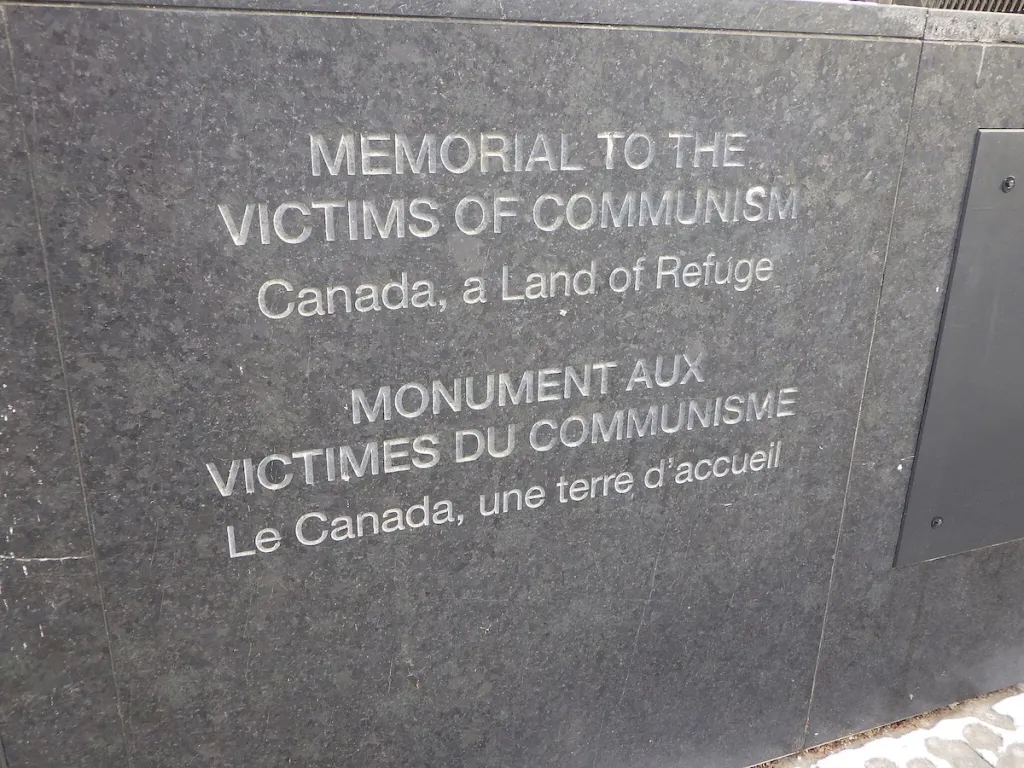 MEMORIAL TO THE
VICTIMS OF COMMUNISM
Canada, a Land of Refuge
MONUMENT AUX
VICTIMES DU COMMUNISME
Le Canada, une terre d'accueil